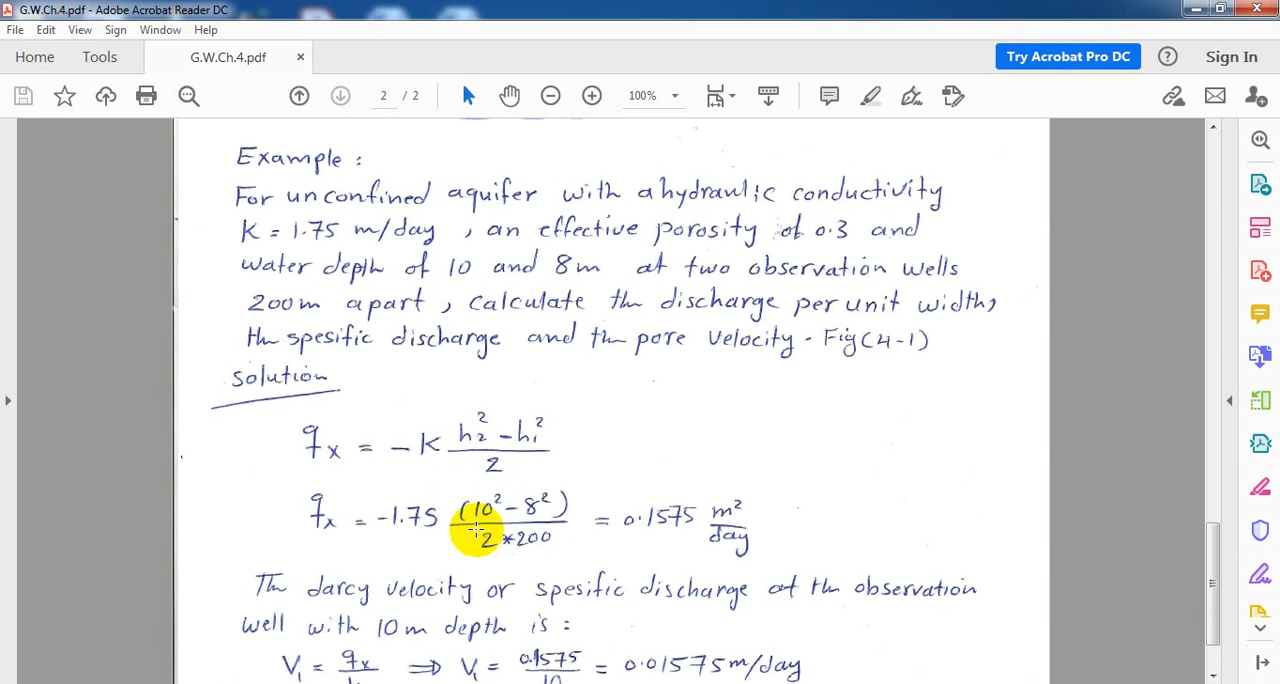 G.W.Ch.4.pdf - Adobe Acrobat Reader DC
File Edit View Sign Window Help
Home Tools G.W.Ch.4.pdf × Try Acrobat Pro DC Sign In
2 / 2 100%
Example :
For unconfined aquifer with a hydraulic conductivity
K = 1.75 m/day , an effective porosity of 0.3 and
water depth of 10 and 8m at two observation wells
200m apart , calculate the discharge per unit width,
the spesific discharge and the pore velocity - Fig (4-1)
Solution
qx = - K (h2² - h1²) / 2
qx = -1.75 (10² - 8²) / (2*200) = 0.1575 m²/day
The darcy velocity or spesific discharge at the observation
well with 10m depth is :
V1 = qx/h1 ⇒ V1 = 0.1575/10 = 0.01575 m/day